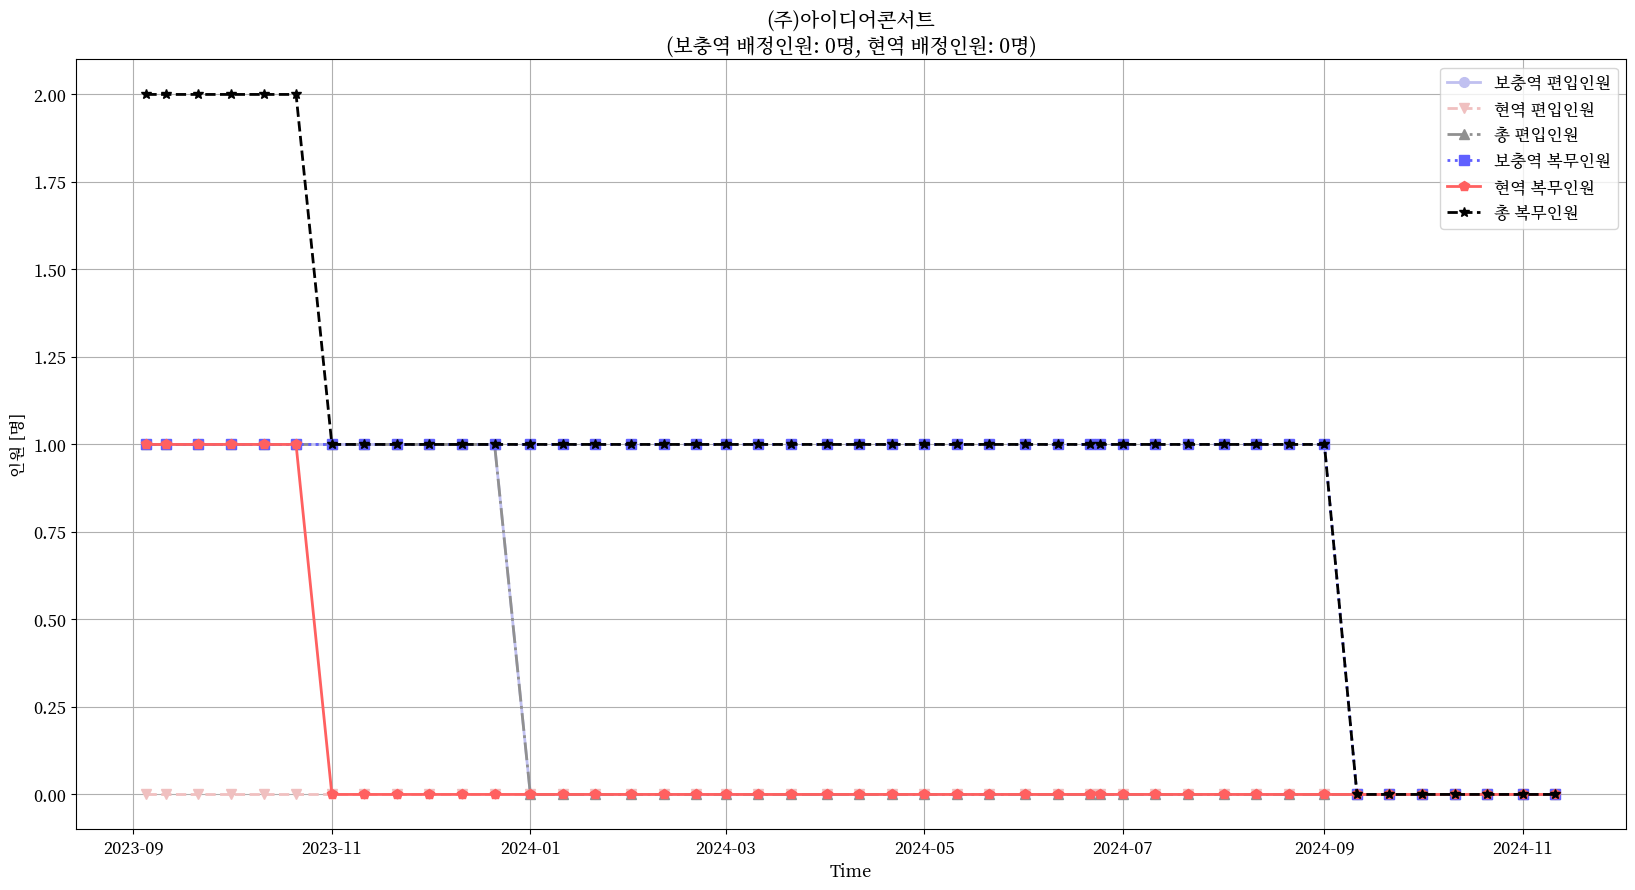 (주)아이디어콘서트
(보충역 배정인원: 0명, 현역 배정인원: 0명)
보충역 편입인원
현역 편입인원
총 편입인원
보충역 복무인원
현역 복무인원
총 복무인원
인원 [명]
2.00
1.75
1.50
1.25
1.00
0.75
0.50
0.25
0.00
2023-09 2023-11 2024-01 2024-03 2024-05 2024-07 2024-09 2024-11
Time